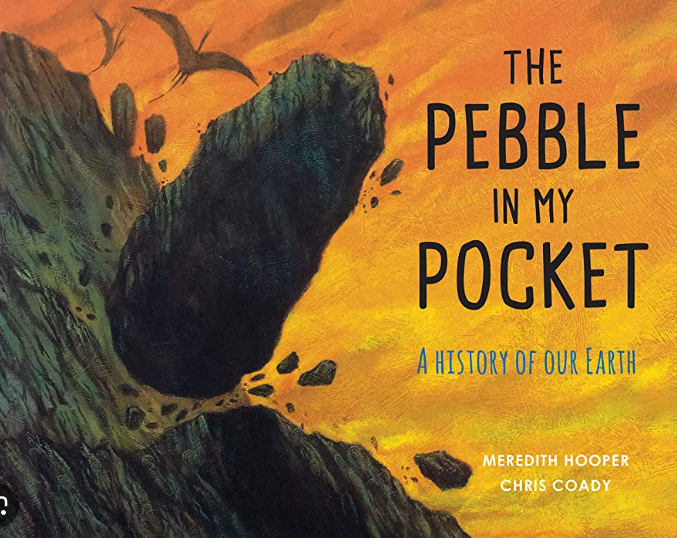 THE
PEBBLE
IN MY
POCKET
A HISTORY OF OUR EARTH
MEREDITH HOOPER
CHRIS COADY